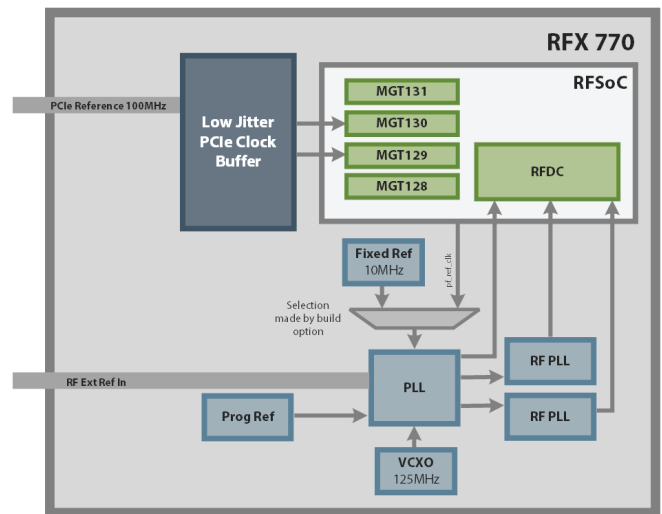 RFX 770
RFSoC
PCIe Reference 100MHz
Low Jitter
PCIe Clock
Buffer
MGT131
MGT130
MGT129
MGT128
RFDC
Fixed Ref
10MHz
pl_ref_clk
Selection
made by build
option
RF Ext Ref In
PLL
RF PLL
RF PLL
Prog Ref
VCXO
125MHz